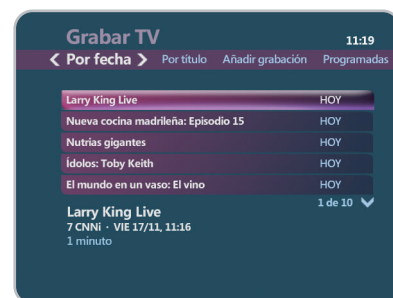 Grabar TV
11:19
Por fecha Por título Añadir grabación Programadas
Larry King Live HOY
Nueva cocina madrileña: Episodio 15 HOY
Nutrias gigantes HOY
Ídolos: Toby Keith HOY
El mundo en un vaso: El vino HOY
1 de 10
Larry King Live
7 CNNi · VIE 17/11, 11:16
1 minuto